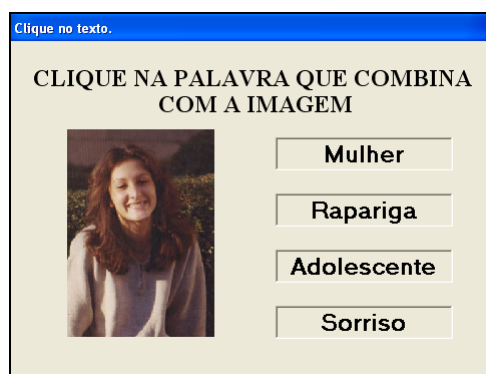 Clique no texto.
CLIQUE NA PALAVRA QUE COMBINA
COM A IMAGEM
Mulher
Rapariga
Adolescente
Sorriso